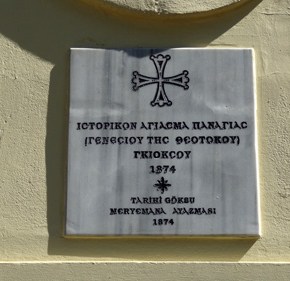 ΙΣΤΟΡΙΚΟΝ ΑΓΙΑΣΜΑ ΠΑΝΑΓΙΑΣ
(ΓΕΝΕΣΙΟΥ ΤΗΣ ΘΕΟΤΟΚΟΥ)
ΓΚΙΟΚΣΟΥ
1874
TARİHİ GÖKSU
MERYEMANA AYAZMASI
1874